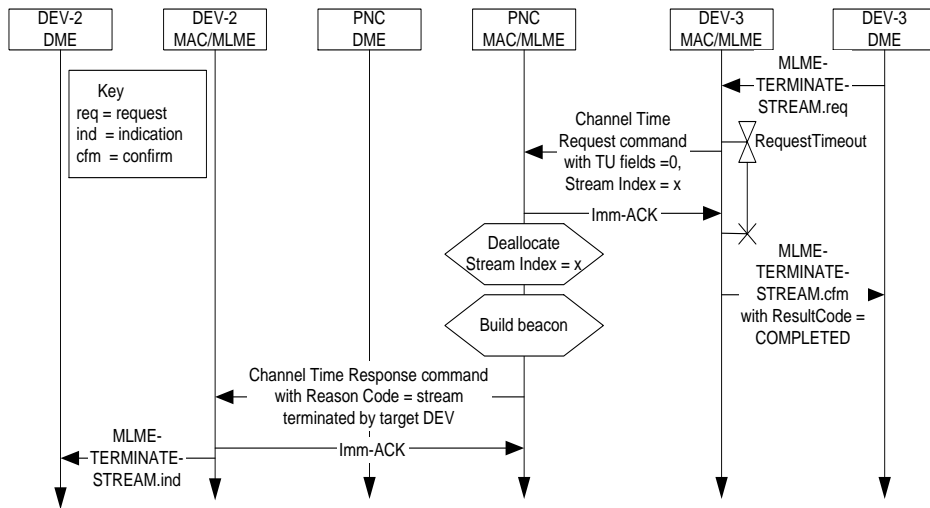 DEV-2
DME
DEV-2
MAC/MLME
PNC
DME
PNC
MAC/MLME
DEV-3
MAC/MLME
DEV-3
DME
Key
req = request
ind = indication
cfm = confirm
MLME-
TERMINATE-
STREAM.req
Channel Time
Request command
with TU fields =0,
Stream Index = x
RequestTimeout
Imm-ACK
Deallocate
Stream Index = x
MLME-
TERMINATE-
STREAM.cfm
with ResultCode =
COMPLETED
Build beacon
Channel Time Response command
with Reason Code = stream
terminated by target DEV
Imm-ACK
MLME-
TERMINATE-
STREAM.ind